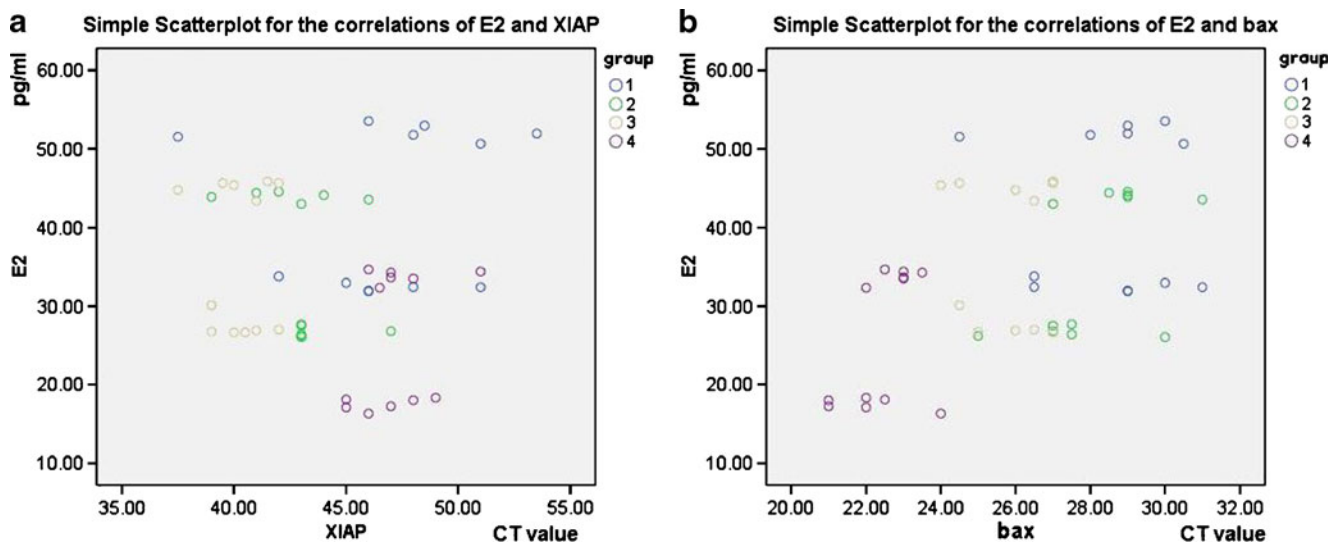 a
Simple Scatterplot for the correlations of E2 and XIAP
pg/ml
E2
60.00
50.00
40.00
30.00
20.00
10.00
35.00 40.00 45.00 50.00 55.00
XIAP CT value
group
1
2
3
4
b
Simple Scatterplot for the correlations of E2 and bax
pg/ml
E2
60.00
50.00
40.00
30.00
20.00
10.00
20.00 22.00 24.00 26.00 28.00 30.00 32.00
bax CT value
group
1
2
3
4